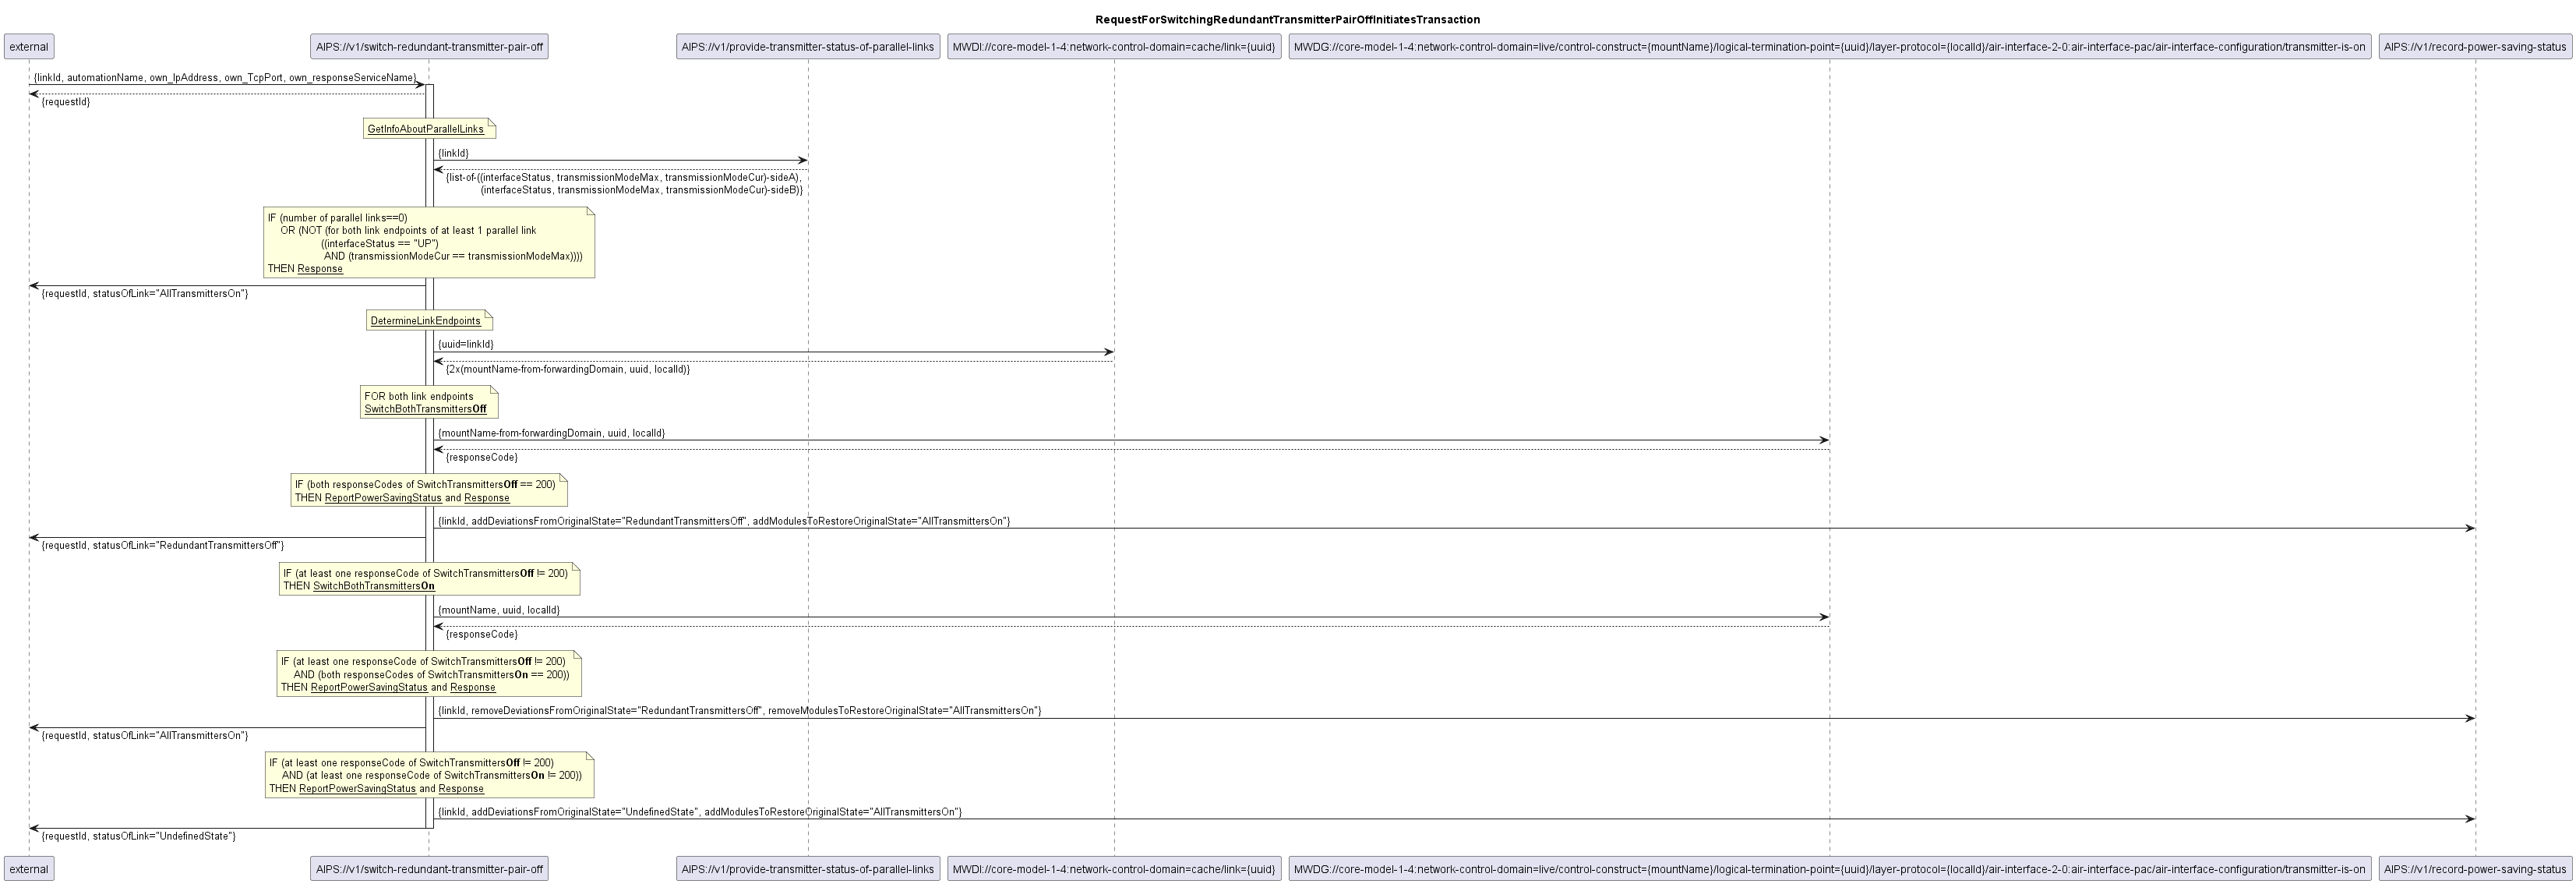 RequestForSwitchingRedundantTransmitterPairOffInitiatesTransaction
external
AIPS://v1/switch-redundant-transmitter-pair-off
AIPS://v1/provide-transmitter-status-of-parallel-links
MWDI://core-model-1-4:network-control-domain=cache/link={uuid}
MWDG://core-model-1-4:network-control-domain=live/control-construct={mountName}/logical-termination-point={uuid}/layer-protocol={localId}/air-interface-2-0:air-interface-pac/air-interface-configuration/transmitter-is-on
AIPS://v1/record-power-saving-status
{linkId, automationName, own_IpAddress, own_TcpPort, own_responseServiceName}
{requestId}
GetInfoAboutParallelLinks
{linkId}
{list-of-((interfaceStatus, transmissionModeMax, transmissionModeCur)-sideA),
(interfaceStatus, transmissionModeMax, transmissionModeCur)-sideB)}
IF (number of parallel links==0)
OR (NOT (for both link endpoints of at least 1 parallel link
((interfaceStatus == "UP")
AND (transmissionModeCur == transmissionModeMax))))
THEN Response
{requestId, statusOfLink="AllTransmittersOn"}
DetermineLinkEndpoints
{uuid=linkId}
{2x(mountName-from-forwardingDomain, uuid, localId)}
FOR both link endpoints
SwitchBothTransmittersOff
{mountName-from-forwardingDomain, uuid, localId}
{responseCode}
IF (both responseCodes of SwitchTransmittersOff == 200)
THEN ReportPowerSavingStatus and Response
{linkId, addDeviationsFromOriginalState="RedundantTransmittersOff", addModulesToRestoreOriginalState="AllTransmittersOn"}
{requestId, statusOfLink="RedundantTransmittersOff"}
IF (at least one responseCode of SwitchTransmittersOff != 200)
THEN SwitchBothTransmittersOn
{mountName, uuid, localId}
{responseCode}
IF (at least one responseCode of SwitchTransmittersOff != 200)
AND (both responseCodes of SwitchTransmittersOn == 200))
THEN ReportPowerSavingStatus and Response
{linkId, removeDeviationsFromOriginalState="RedundantTransmittersOff", removeModulesToRestoreOriginalState="AllTransmittersOn"}
{requestId, statusOfLink="AllTransmittersOn"}
IF (at least one responseCode of SwitchTransmittersOff != 200)
AND (at least one responseCode of SwitchTransmittersOn != 200))
THEN ReportPowerSavingStatus and Response
{linkId, addDeviationsFromOriginalState="UndefinedState", addModulesToRestoreOriginalState="AllTransmittersOn"}
{requestId, statusOfLink="UndefinedState"}
external
AIPS://v1/switch-redundant-transmitter-pair-off
AIPS://v1/provide-transmitter-status-of-parallel-links
MWDI://core-model-1-4:network-control-domain=cache/link={uuid}
MWDG://core-model-1-4:network-control-domain=live/control-construct={mountName}/logical-termination-point={uuid}/layer-protocol={localId}/air-interface-2-0:air-interface-pac/air-interface-configuration/transmitter-is-on
AIPS://v1/record-power-saving-status